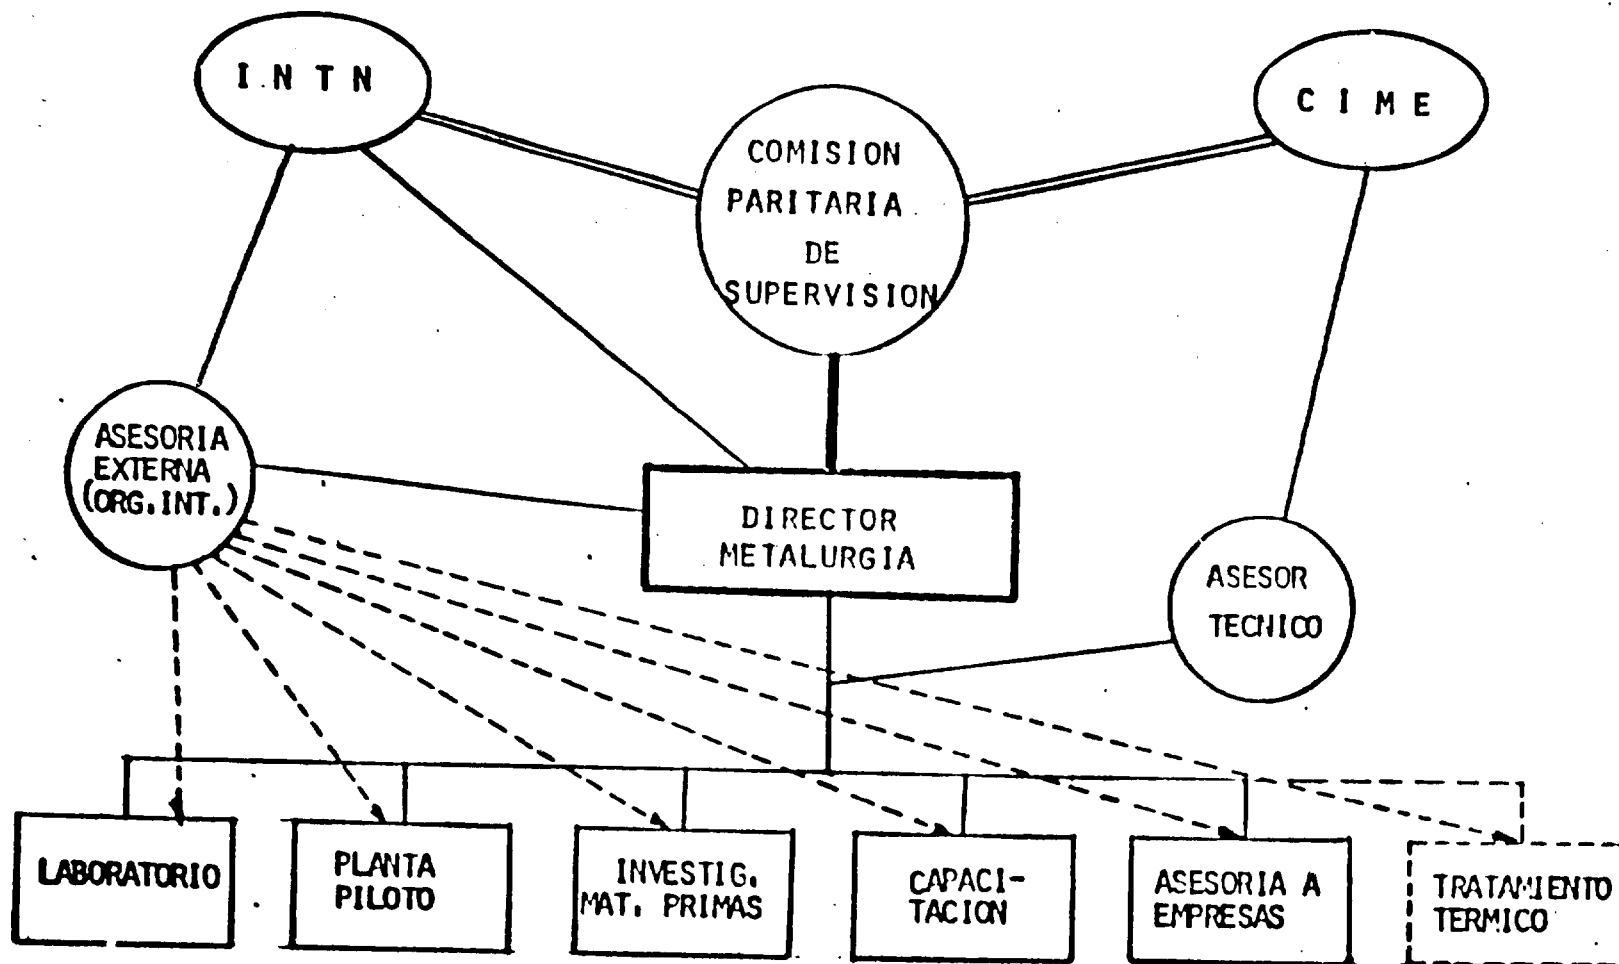 I N T N
C I M E
COMISION
PARITARIA
DE
SUPERVISION
ASESORIA
EXTERNA
(ORG.INT.)
DIRECTOR
METALURGIA
ASESOR
TECNICO
LABORATORIO
PLANTA
PILOTO
INVESTIG.
MAT. PRIMAS
CAPACI-
TACION
ASESORIA A
EMPRESAS
TRATAMIENTO
TERMICO